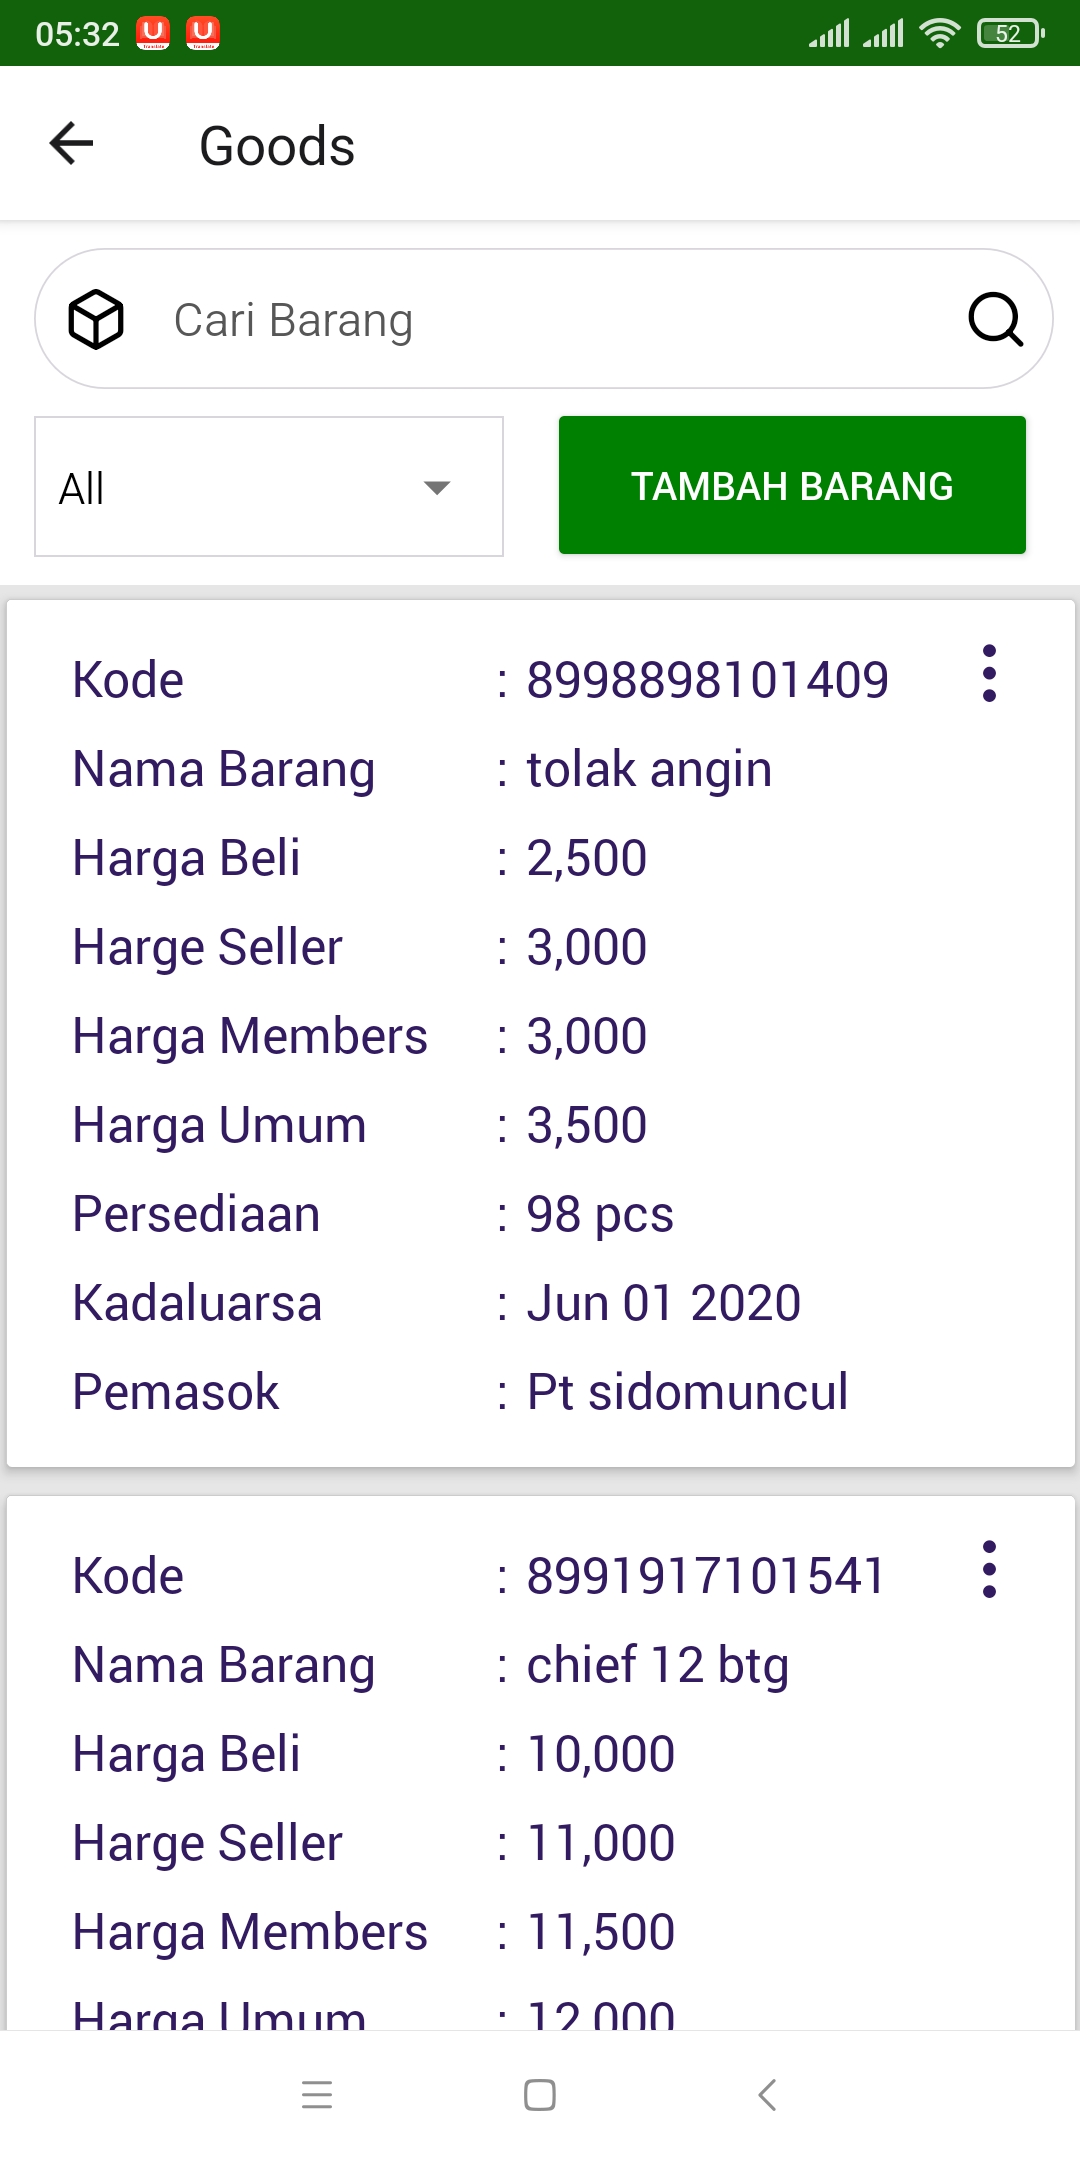 05:32
52
Goods
Cari Barang
All
TAMBAH BARANG
Kode : 8998898101409
Nama Barang : tolak angin
Harga Beli : 2,500
Harge Seller : 3,000
Harga Members : 3,000
Harga Umum : 3,500
Persediaan : 98 pcs
Kadaluarsa : Jun 01 2020
Pemasok : Pt sidomuncul
Kode : 8991917101541
Nama Barang : chief 12 btg
Harga Beli : 10,000
Harge Seller : 11,000
Harga Members : 11,500
Harga Umum : 12,000